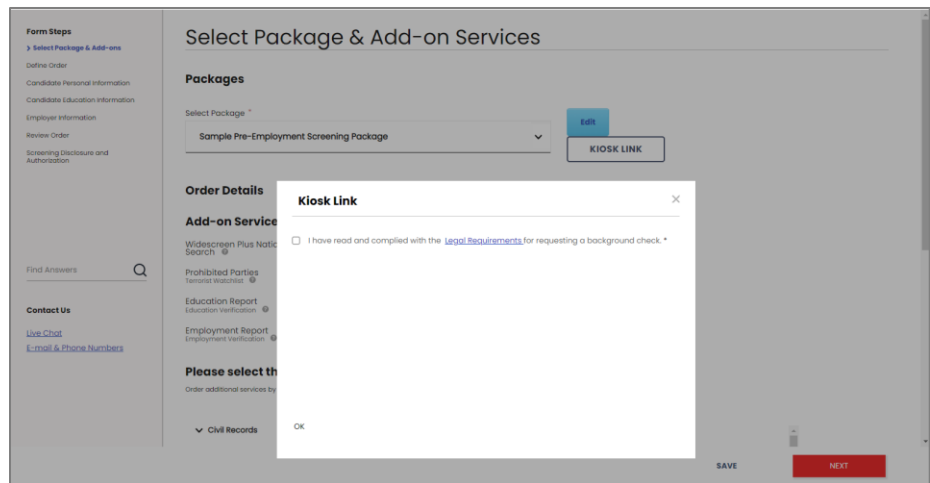 Form Steps
❯ Select Package & Add-ons
Define Order
Candidate Personal Information
Candidate Education Information
Employer Information
Review Order
Screening Disclosure and
Authorization
Find Answers
Contact Us
Live Chat
E-mail & Phone Numbers
Select Package & Add-on Services
Packages
Select Package *
Sample Pre-Employment Screening Package
Edit
KIOSK LINK
Order Details
Add-on Service
Widescreen Plus Natio
Search
Prohibited Parties
Terrorist Watchlist
Education Report
Education Verification
Employment Report
Employment Verification
Please select th
Order additional services by
Civil Records
Kiosk Link
I have read and complied with the Legal Requirements for requesting a background check. *
OK
SAVE
NEXT